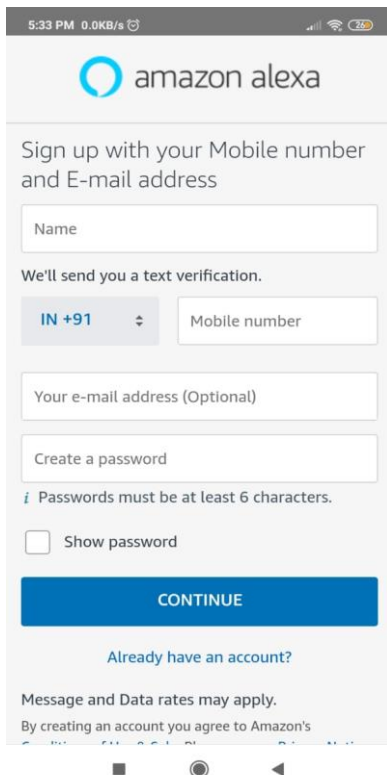 5:33 PM 0.0KB/s
26
amazon alexa
Sign up with your Mobile number
and E-mail address
Name
We'll send you a text verification.
IN +91
Mobile number
Your e-mail address (Optional)
Create a password
i Passwords must be at least 6 characters.
Show password
CONTINUE
Already have an account?
Message and Data rates may apply.
By creating an account you agree to Amazon's